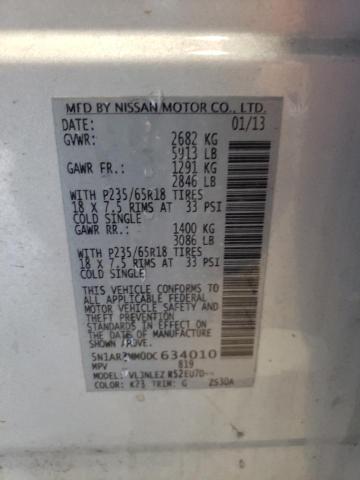 MFD BY NISSAN MOTOR CO., LTD.
DATE: 01/13
GVWR: 2682 KG
5913 LB
GAWR FR.: 1291 KG
2846 LB
WITH P235/65R18 TIRES
18 X 7.5 RIMS AT 33 PSI
COLD SINGLE
GAWR RR.: 1400 KG
3086 LB
WITH P235/65R18 TIRES
18 X 7.5 RIMS AT 33 PSI
COLD SINGLE
THIS VEHICLE CONFORMS TO
ALL APPLICABLE FEDERAL
MOTOR VEHICLE SAFETY
STANDARDS IN EFFECT ON
THE DATE OF MANUFACTURE
SHOWN ABOVE.
634010
MPV 819
MODEL:
COLOR: K23 TRIM: G 2S30A